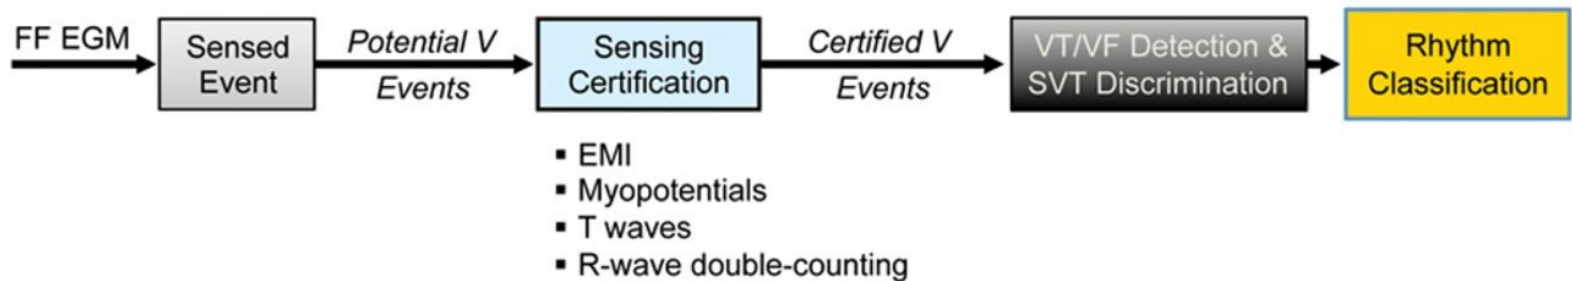 FF EGM
Sensed
Event
Potential V
Events
Sensing
Certification
Certified V
Events
VT/VF Detection &
SVT Discrimination
Rhythm
Classification
▪ EMI
▪ Myopotentials
▪ T waves
▪ R-wave double-counting